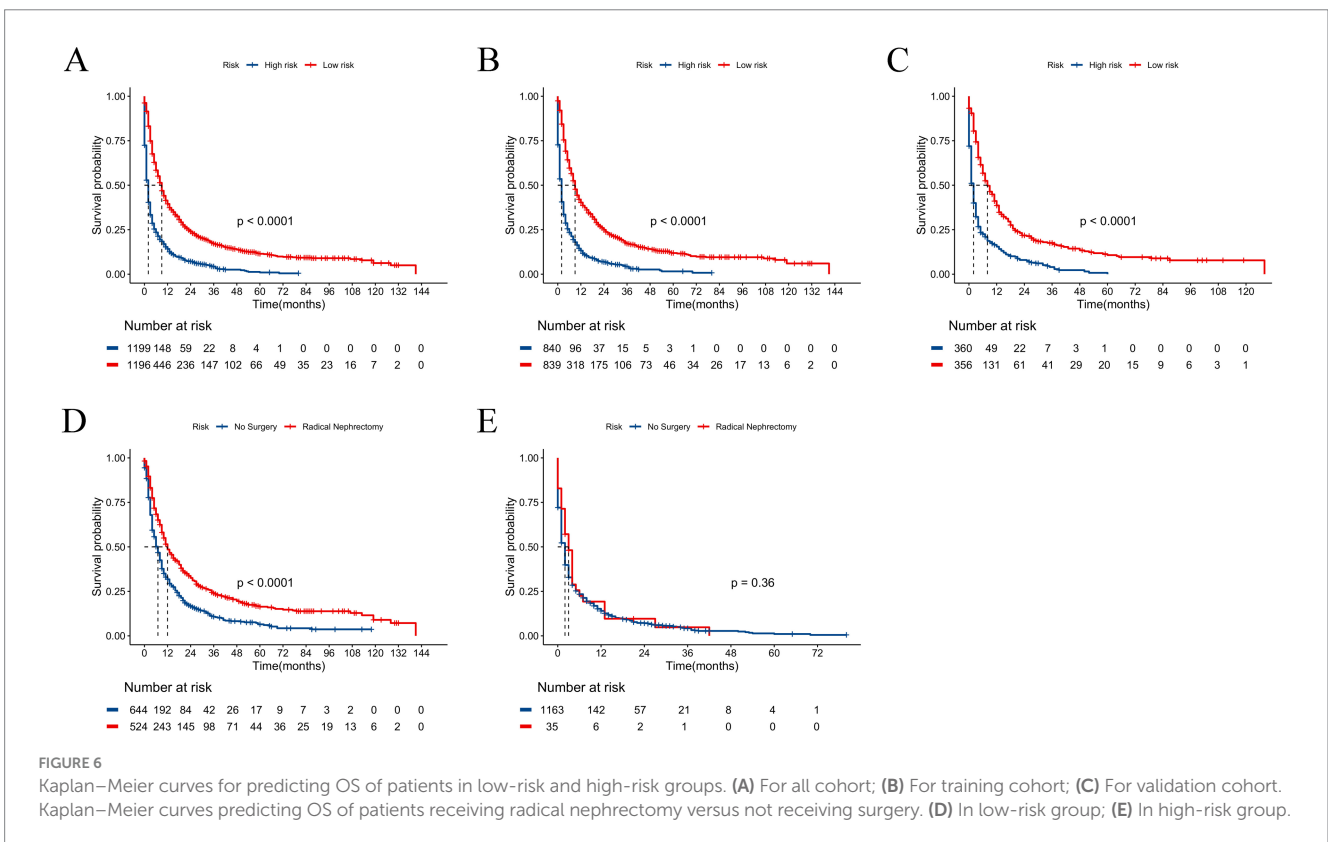 A
Risk High risk Low risk
1.00
0.75
0.50
0.25
0.00
Survival probability
p < 0.0001
0 12 24 36 48 60 72 84 96 108 120 132 144
Time(months)
Number at risk
1199 148 59 22 8 4 1 0 0 0 0 0 0
1196 446 236 147 102 66 49 35 23 16 7 2 0
B
Risk High risk Low risk
1.00
0.75
0.50
0.25
0.00
Survival probability
p < 0.0001
0 12 24 36 48 60 72 84 96 108 120 132 144
Time(months)
Number at risk
840 96 37 15 5 3 1 0 0 0 0 0 0
839 318 175 106 73 46 34 26 17 13 6 2 0
C
Risk High risk Low risk
1.00
0.75
0.50
0.25
0.00
Survival probability
p < 0.0001
0 12 24 36 48 60 72 84 96 108 120
Time(months)
Number at risk
360 49 22 7 3 1 0 0 0 0 0
356 131 61 41 29 20 15 9 6 3 1
D
Risk No Surgery Radical Nephrectomy
1.00
0.75
0.50
0.25
0.00
Survival probability
p < 0.0001
0 12 24 36 48 60 72 84 96 108 120 132 144
Time(months)
Number at risk
644 192 84 42 26 17 9 7 3 2 0 0 0
524 243 145 98 71 44 36 25 19 13 6 2 0
E
Risk No Surgery Radical Nephrectomy
1.00
0.75
0.50
0.25
0.00
Survival probability
p = 0.36
0 12 24 36 48 60 72
Time(months)
Number at risk
1163 142 57 21 8 4 1
35 6 2 1 0 0 0
FIGURE 6
Kaplan–Meier curves for predicting OS of patients in low-risk and high-risk groups. (A) For all cohort; (B) For training cohort; (C) For validation cohort.
Kaplan–Meier curves predicting OS of patients receiving radical nephrectomy versus not receiving surgery. (D) In low-risk group; (E) In high-risk group.